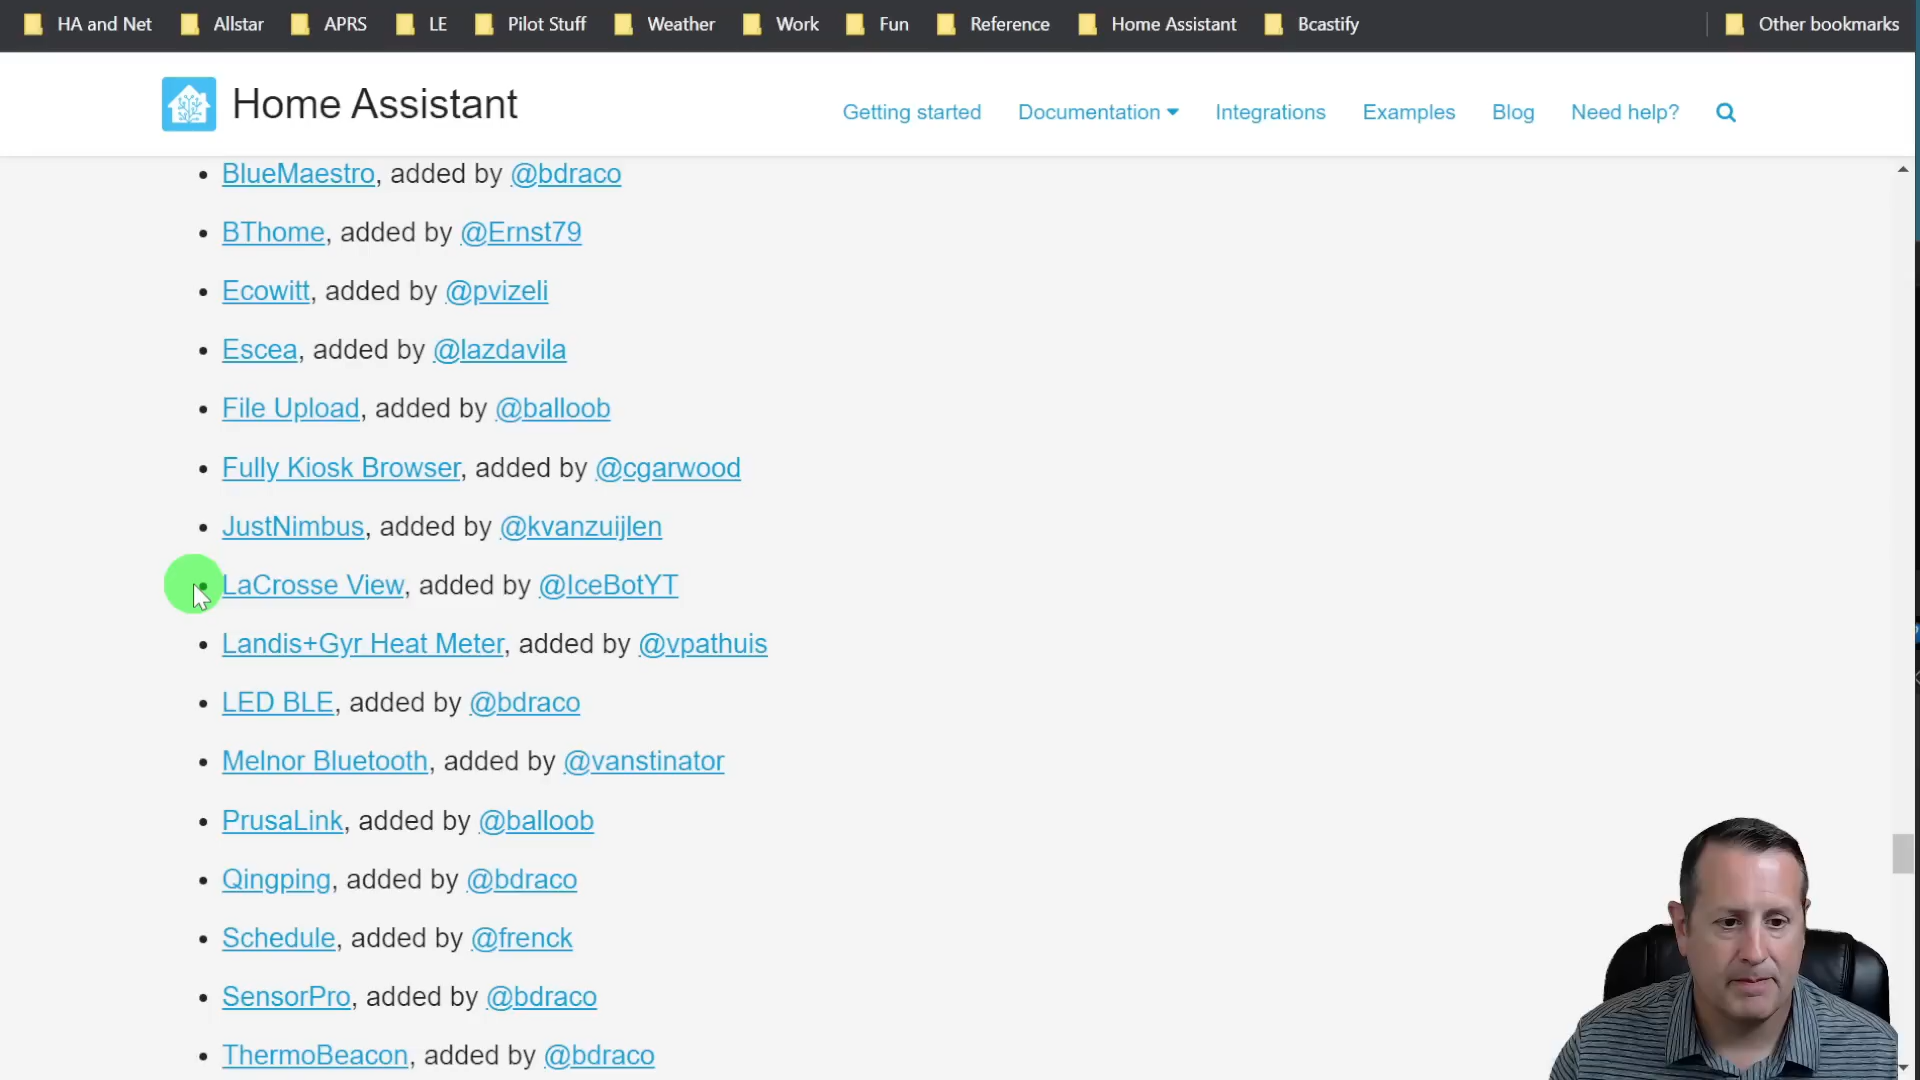 HA and Net Allstar APRS LE Pilot Stuff Weather Work Fun Reference Home Assistant Bcastify Other bookmarks
Home Assistant
Getting started Documentation Integrations Examples Blog Need help?
BlueMaestro, added by @bdraco
BThome, added by @Ernst79
Ecowitt, added by @pvizeli
Escea, added by @lazdavila
File Upload, added by @balloob
Fully Kiosk Browser, added by @cgarwood
JustNimbus, added by @kvanzuijlen
LaCrosse View, added by @IceBotYT
Landis+Gyr Heat Meter, added by @vpathuis
LED BLE, added by @bdraco
Melnor Bluetooth, added by @vanstinator
PrusaLink, added by @balloob
Qingping, added by @bdraco
Schedule, added by @frenck
SensorPro, added by @bdraco
ThermoBeacon, added by @bdraco